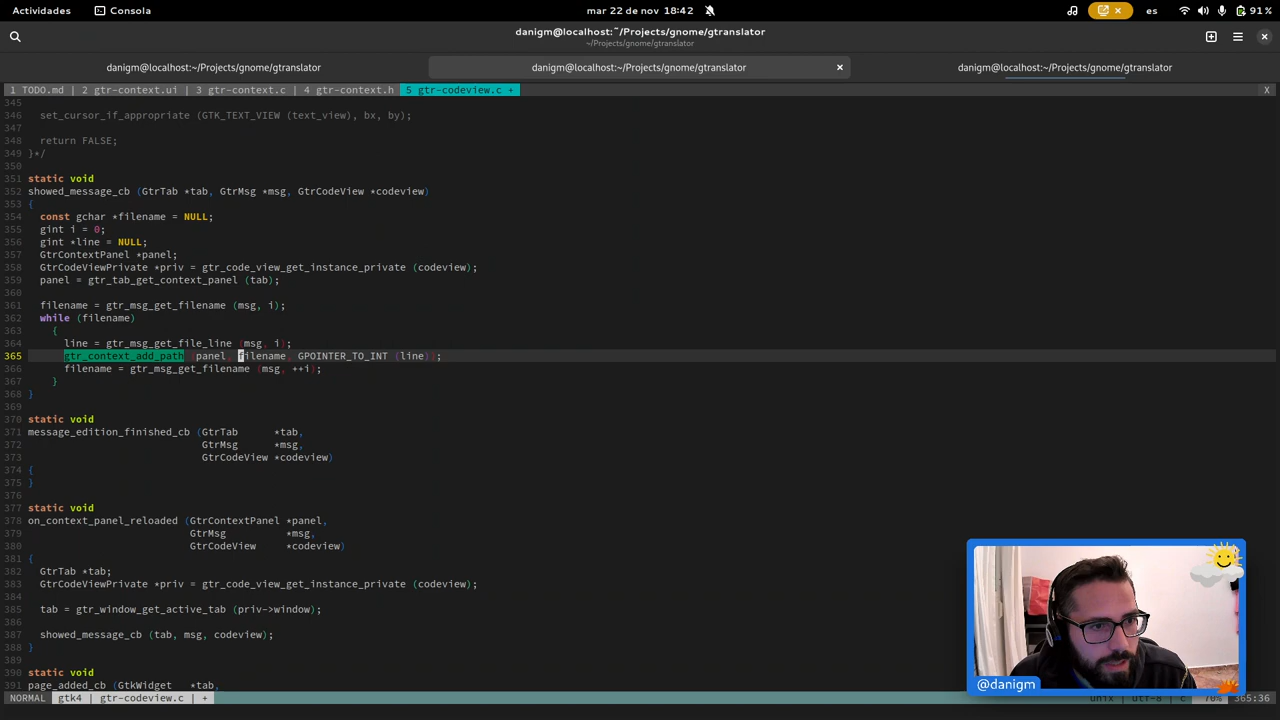 Actividades Consola mar 22 de nov 18:42 es 91 %
danigm@localhost:~/Projects/gnome/gtranslator
~/Projects/gnome/gtranslator
danigm@localhost:~/Projects/gnome/gtranslator danigm@localhost:~/Projects/gnome/gtranslator × danigm@localhost:~/Projects/gnome/gtranslator
1 TODO.md | 2 gtr-context.ui | 3 gtr-context.c | 4 gtr-context.h 5 gtr-codeview.c + X
345
346 set_cursor_if_appropriate (GTK_TEXT_VIEW (text_view), bx, by);
347
348 return FALSE;
349 }*/
350
351 static void
352 showed_message_cb (GtrTab *tab, GtrMsg *msg, GtrCodeView *codeview)
353 {
354 const gchar *filename = NULL;
355 gint i = 0;
356 gint *line = NULL;
357 GtrContextPanel *panel;
358 GtrCodeViewPrivate *priv = gtr_code_view_get_instance_private (codeview);
359 panel = gtr_tab_get_context_panel (tab);
360
361 filename = gtr_msg_get_filename (msg, i);
362 while (filename)
363 {
364 line = gtr_msg_get_file_line (msg, i);
365 gtr_context_add_path (panel, filename, GPOINTER_TO_INT (line));
366 filename = gtr_msg_get_filename (msg, ++i);
367 }
368 }
369
370 static void
371 message_edition_finished_cb (GtrTab *tab,
372 GtrMsg *msg,
373 GtrCodeView *codeview)
374 {
375 }
376
377 static void
378 on_context_panel_reloaded (GtrContextPanel *panel,
379 GtrMsg *msg,
380 GtrCodeView *codeview)
381 {
382 GtrTab *tab;
383 GtrCodeViewPrivate *priv = gtr_code_view_get_instance_private (codeview);
384
385 tab = gtr_window_get_active_tab (priv->window);
386
387 showed_message_cb (tab, msg, codeview);
388 }
389
390 static void
391 page_added_cb (GtkWidget *tab,
@danigm
NORMAL gtk4 | gtr-codeview.c | + unix | utf-8 | c 70% 365:36